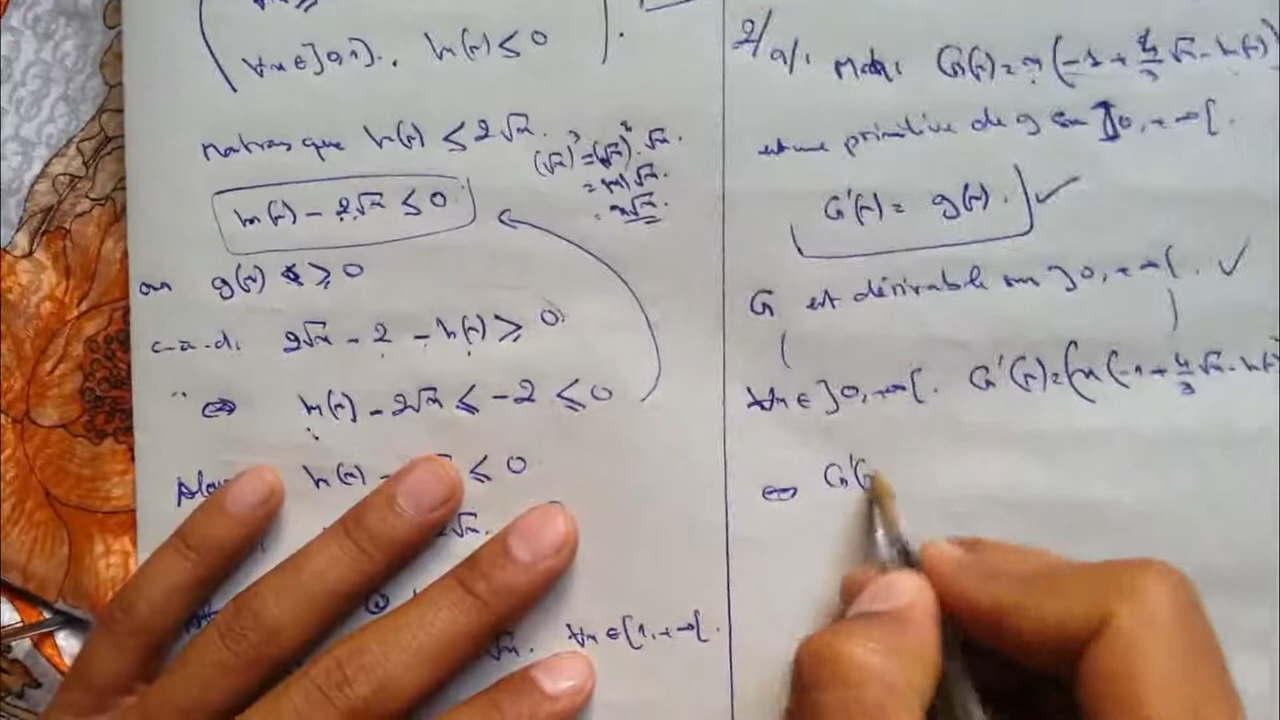 ∀x∈]0,1]. ln(x) ≤ 0
Montrons que ln(x) ≤ 2√x.
(√x)³ = (√x)². √x.
= |x| √x.
= x√x.
ln(x) - 2√x ≤ 0
on g(x) ≥ 0
c-à-d: 2√x - 2 - ln(x) ≥ 0
⇔ ln(x) - 2√x ≤ -2 ≤ 0
Alors ln(x) - ≤ 0
2√x.
∀x∈[1,+∞[.
2/a/. Mq: G(x) = x(-1 + 4/3 √x - ln(x))
est une primitive de g sur ]0,+∞[.
G'(x) = g(x).
G est dérivable sur ]0,+∞[.
∀x∈]0,+∞[. G'(x) = (x(-1 + 4/3 √x - ln(x)
⇔ G'(x